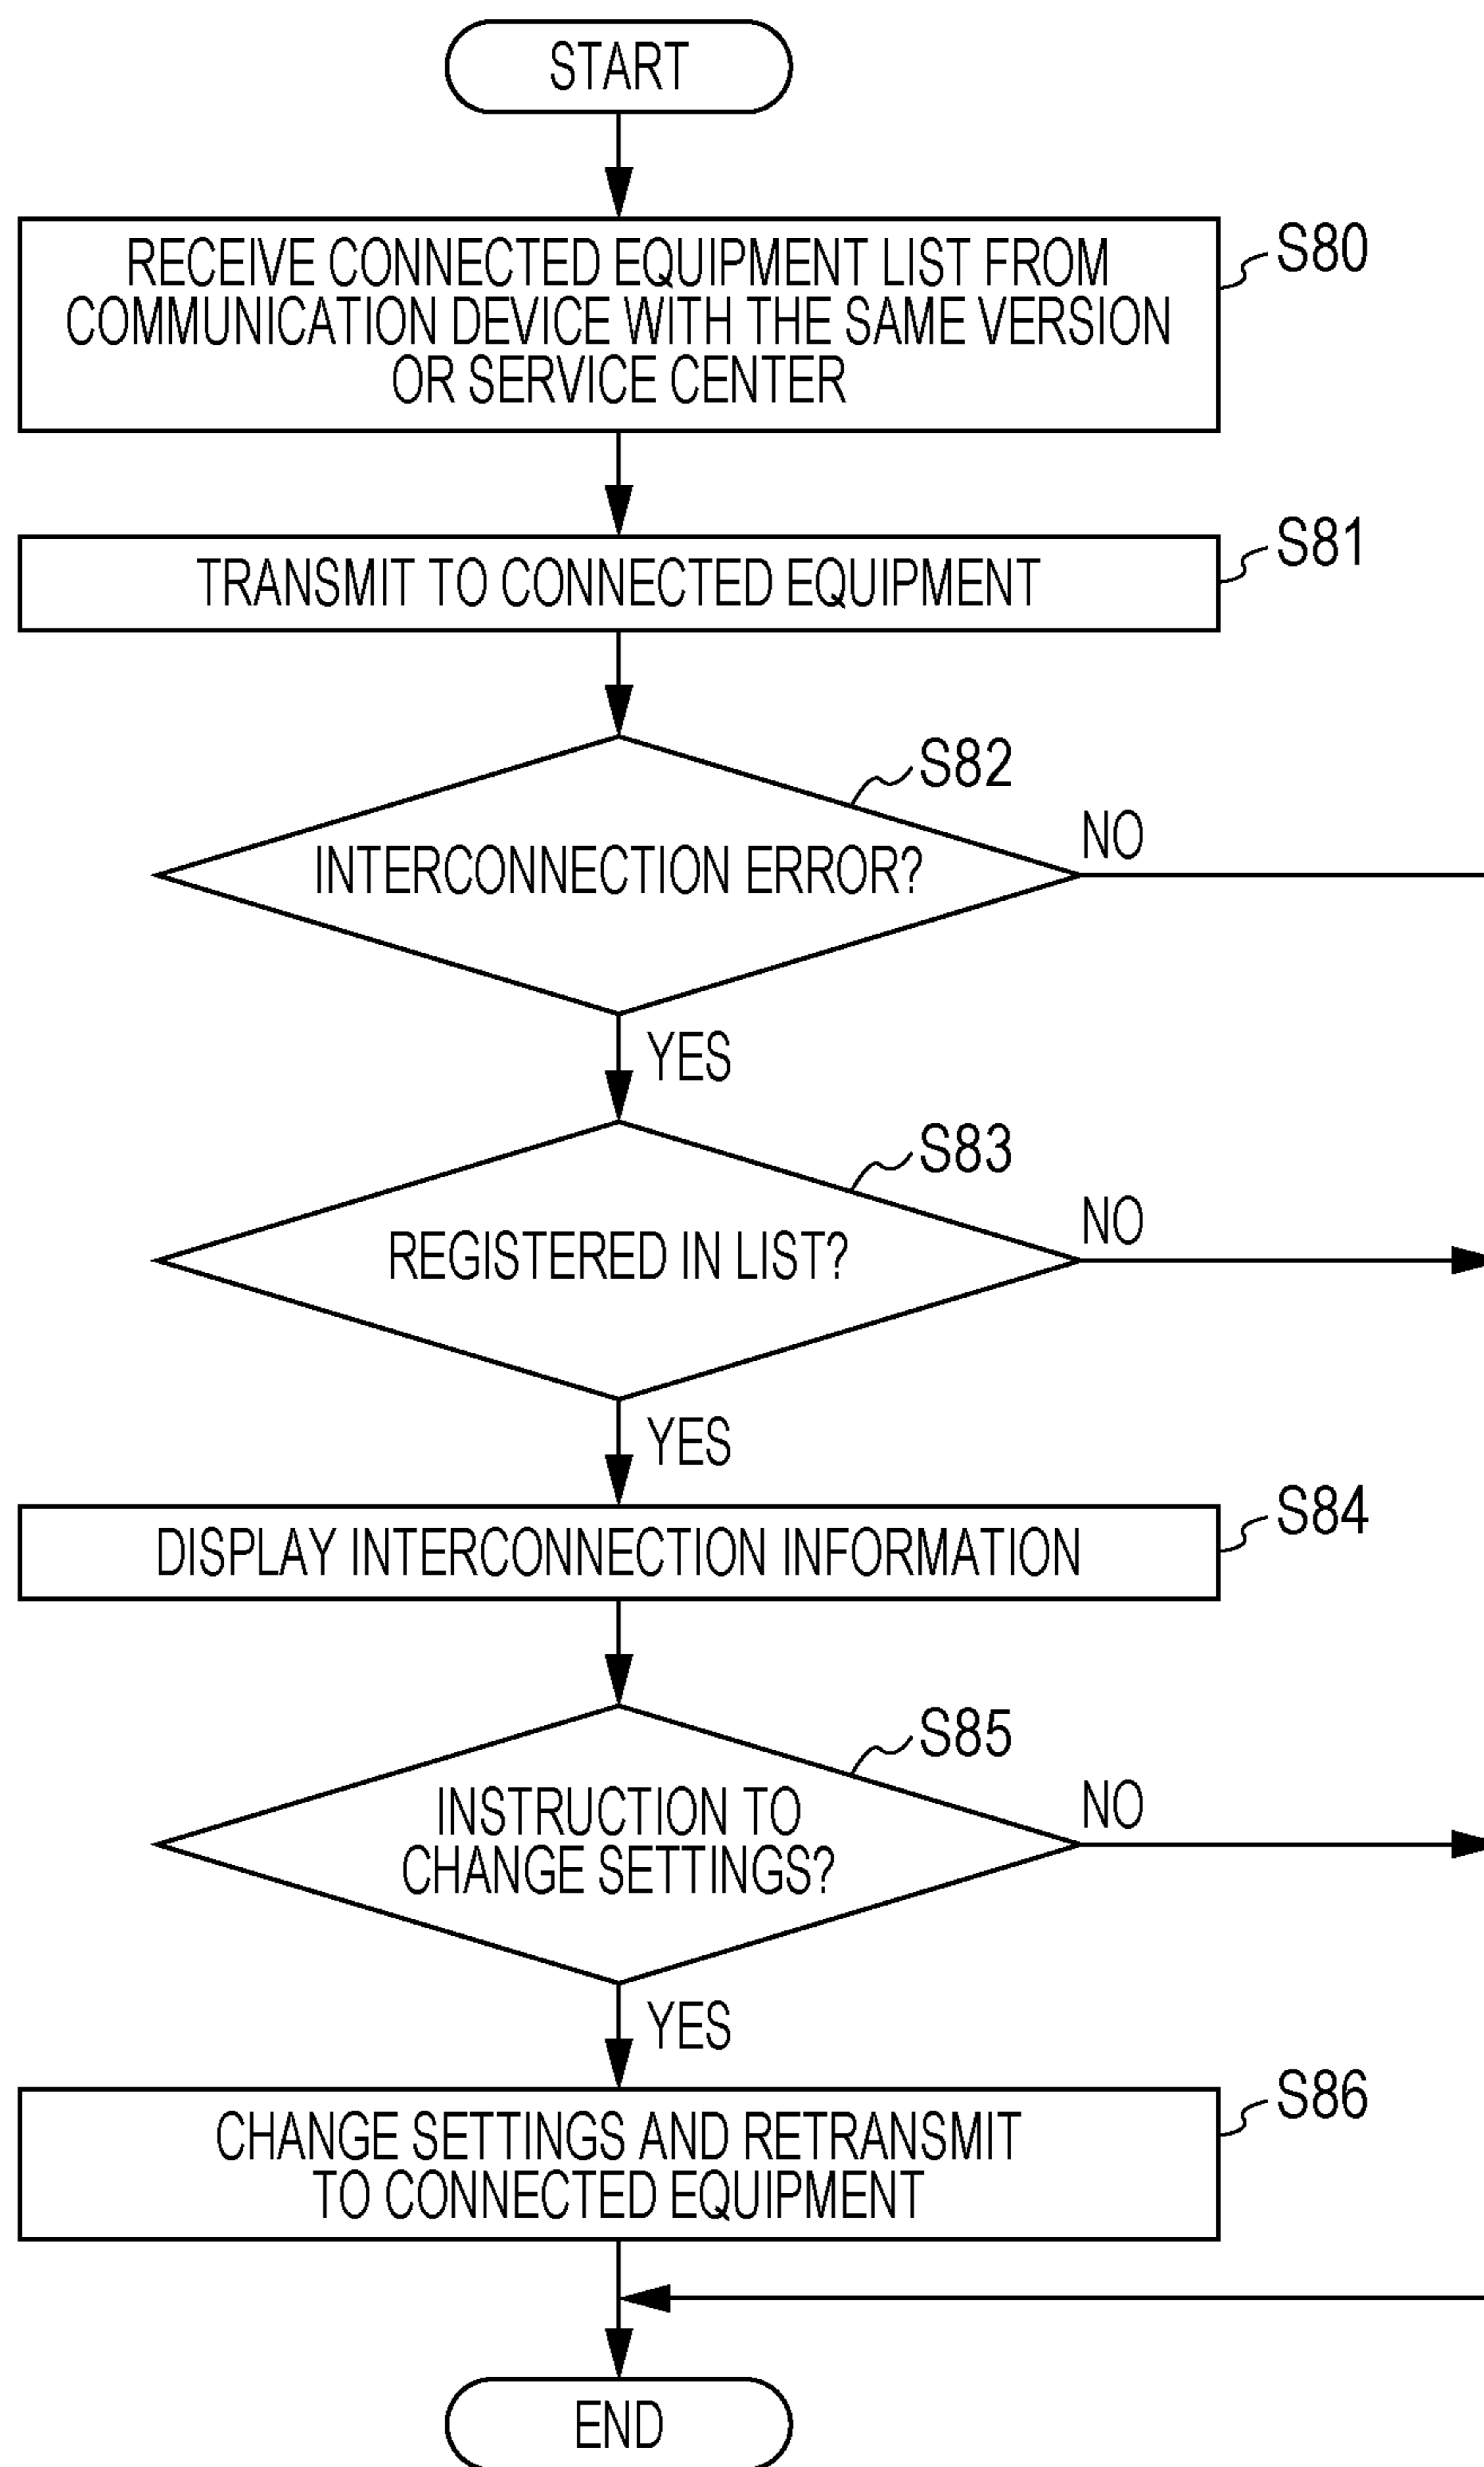 START
RECEIVE CONNECTED EQUIPMENT LIST FROM
COMMUNICATION DEVICE WITH THE SAME VERSION
OR SERVICE CENTER
S80
TRANSMIT TO CONNECTED EQUIPMENT
S81
S82
INTERCONNECTION ERROR?
NO
YES
S83
REGISTERED IN LIST?
NO
YES
DISPLAY INTERCONNECTION INFORMATION
S84
S85
INSTRUCTION TO
CHANGE SETTINGS?
NO
YES
CHANGE SETTINGS AND RETRANSMIT
TO CONNECTED EQUIPMENT
S86
END